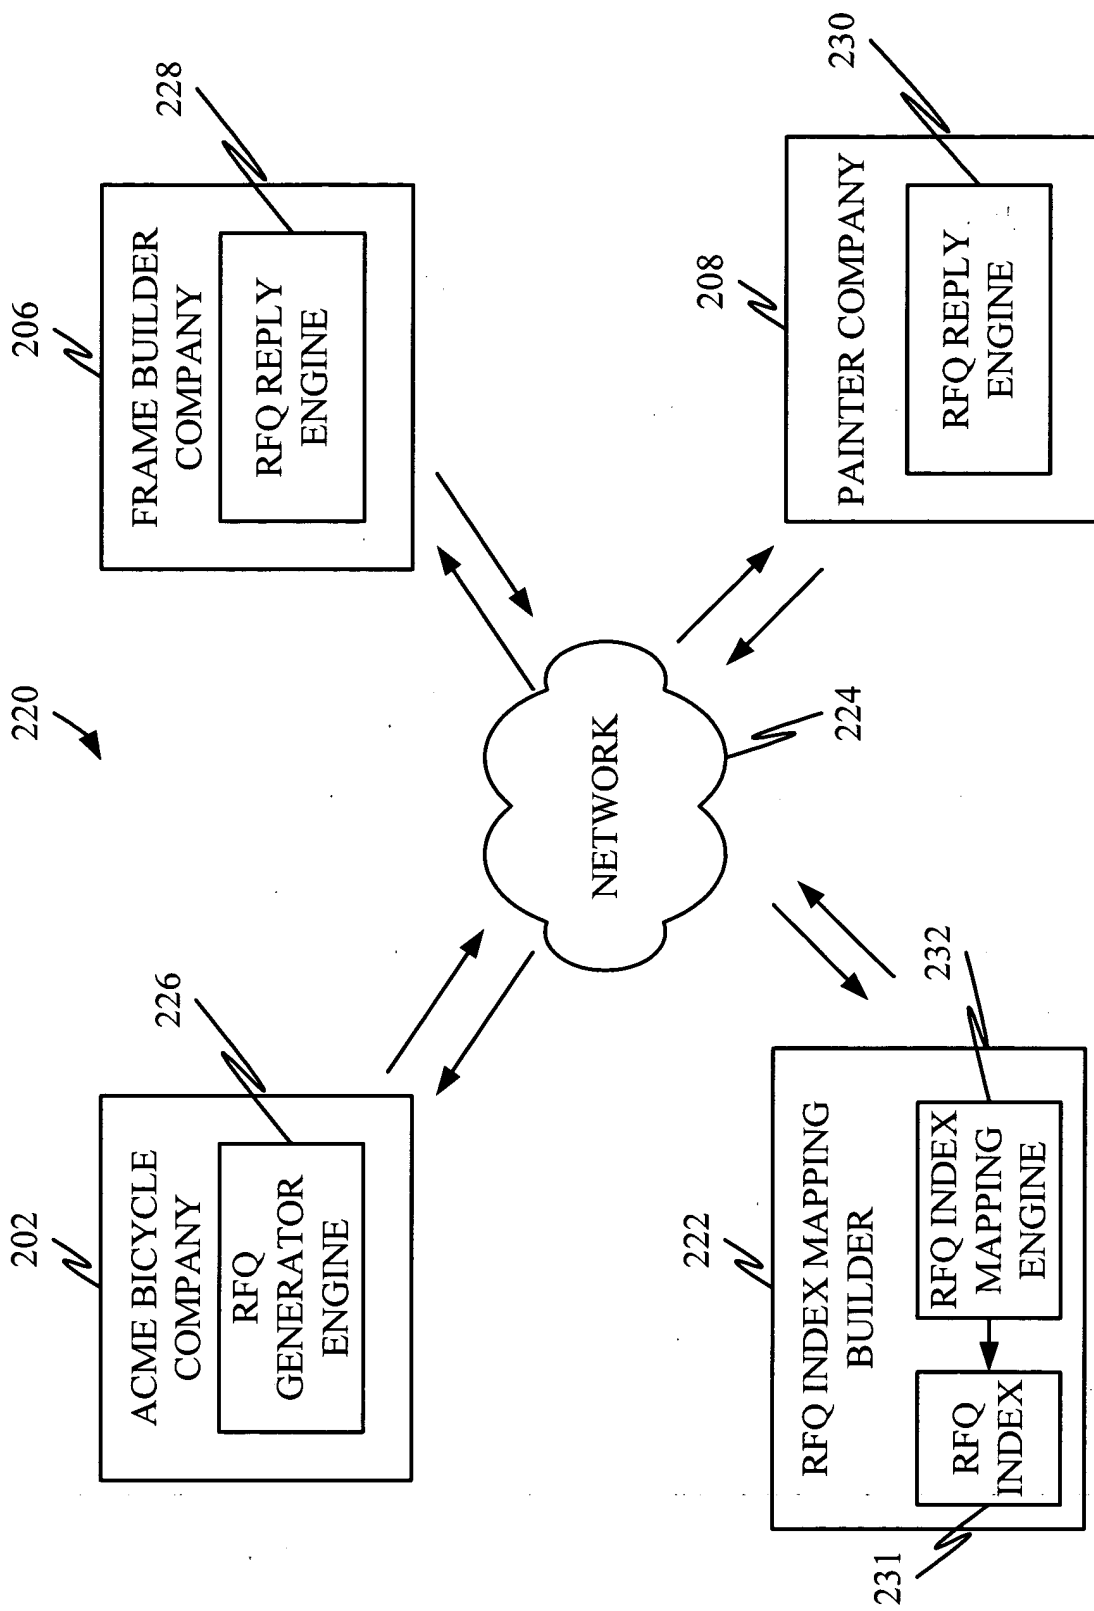 220
202
ACME BICYCLE
COMPANY
RFQ
GENERATOR
ENGINE
226
206
FRAME BUILDER
COMPANY
RFQ REPLY
ENGINE
228
NETWORK
224
222
RFQ INDEX MAPPING
BUILDER
RFQ
INDEX
231
RFQ INDEX
MAPPING
ENGINE
232
208
PAINTER COMPANY
RFQ REPLY
ENGINE
230